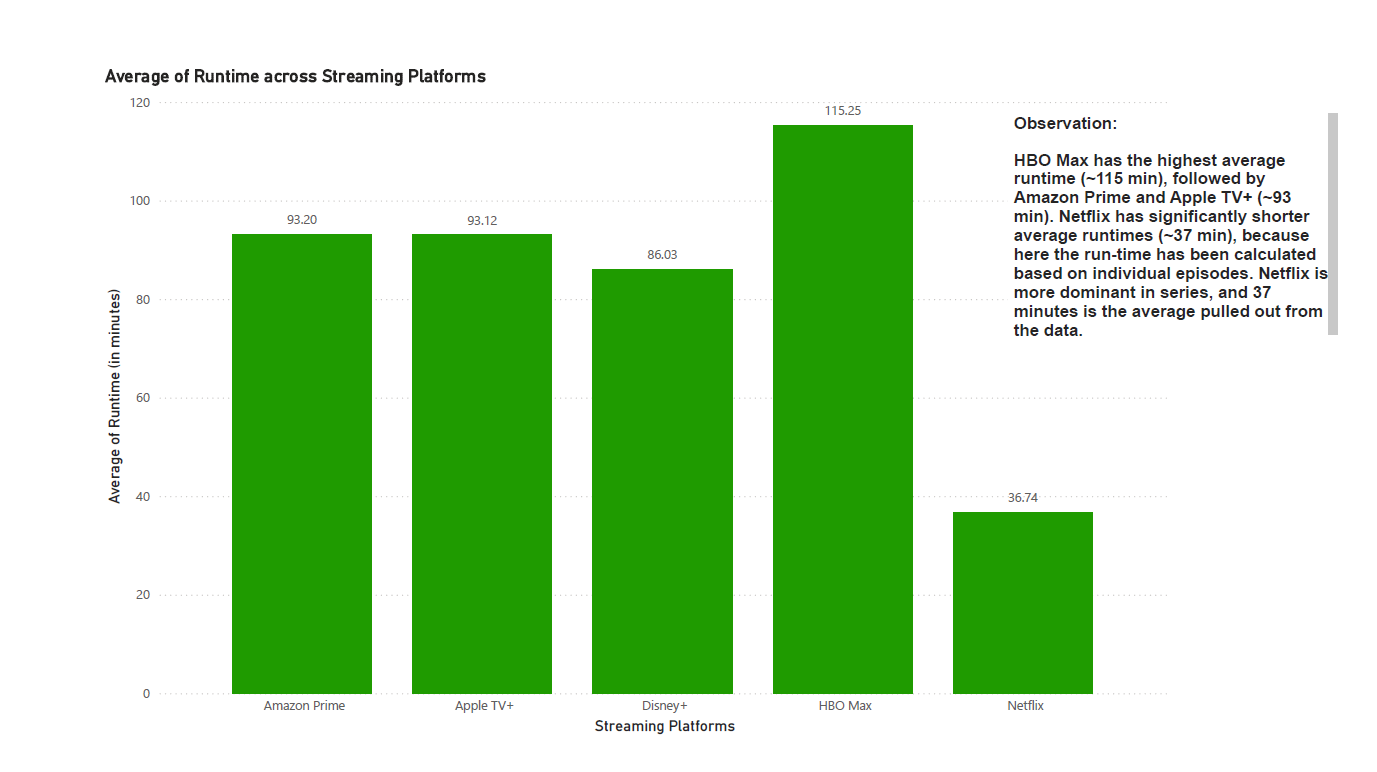 Average of Runtime across Streaming Platforms
120
100
80
60
40
20
0
Average of Runtime (in minutes)
93.20
93.12
86.03
115.25
36.74
Amazon Prime
Apple TV+
Disney+
HBO Max
Netflix
Streaming Platforms
Observation:
HBO Max has the highest average
runtime (~115 min), followed by
Amazon Prime and Apple TV+ (~93
min). Netflix has significantly shorter
average runtimes (~37 min), because
here the run-time has been calculated
based on individual episodes. Netflix is
more dominant in series, and 37
minutes is the average pulled out from
the data.